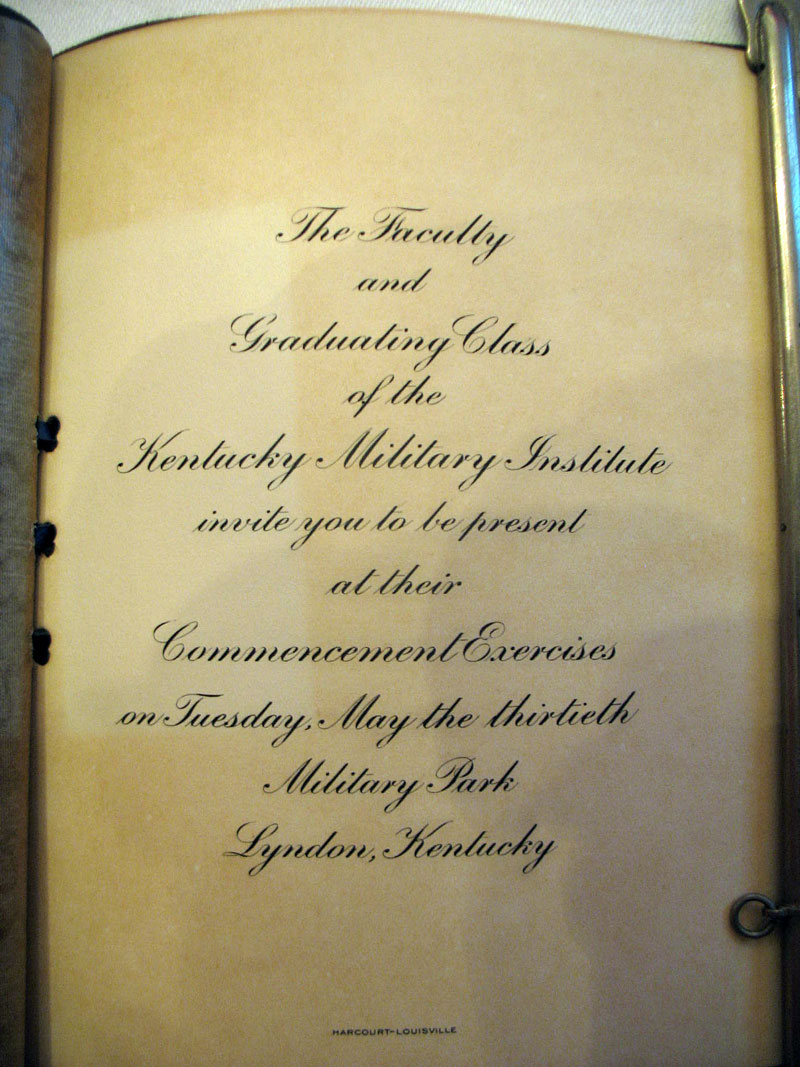 The Faculty
and
Graduating Class
of the
Kentucky Military Institute
invite you to be present
at their
Commencement Exercises
on Tuesday, May the thirtieth
Military Park
Lyndon, Kentucky
HARCOURT-LOUISVILLE